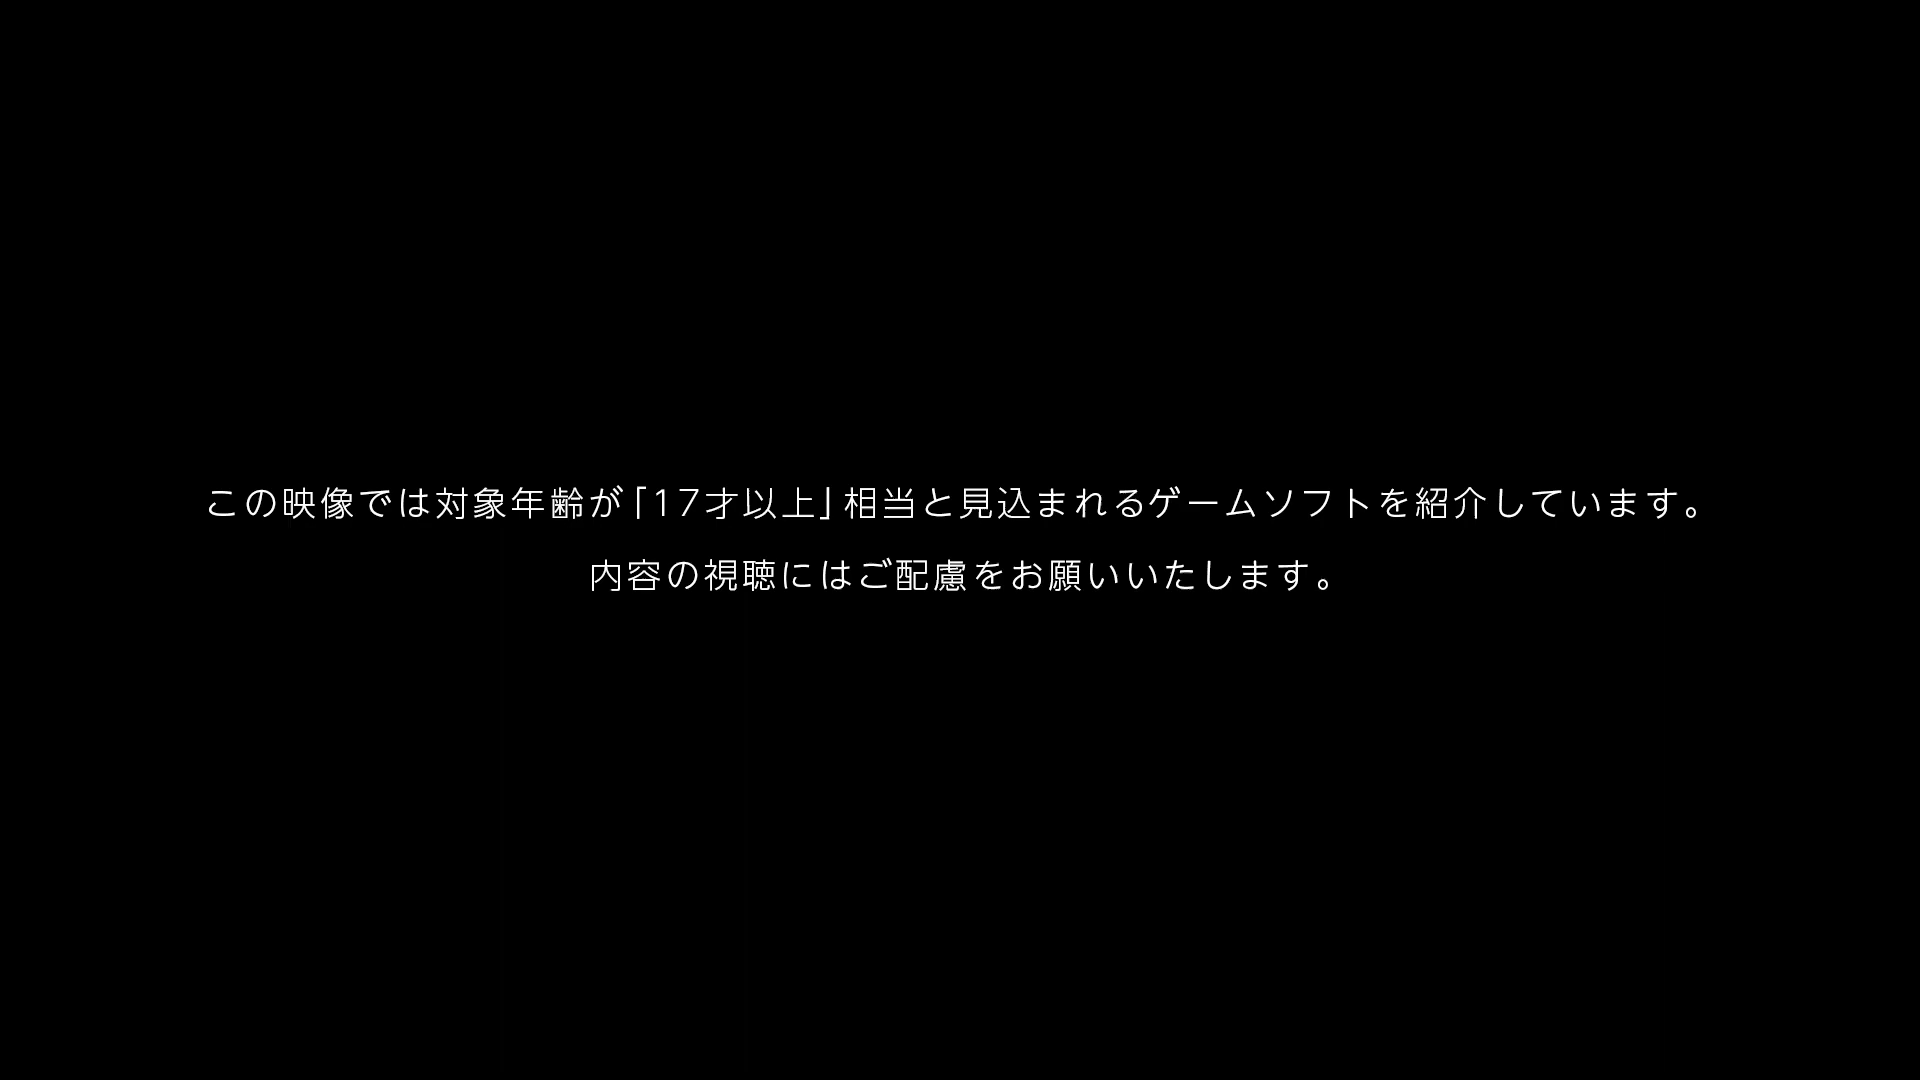 この映像では対象年齢が「17才以上」相当と見込まれるゲームソフトを紹介しています。
内容の視聴にはご配慮をお願いいたします。